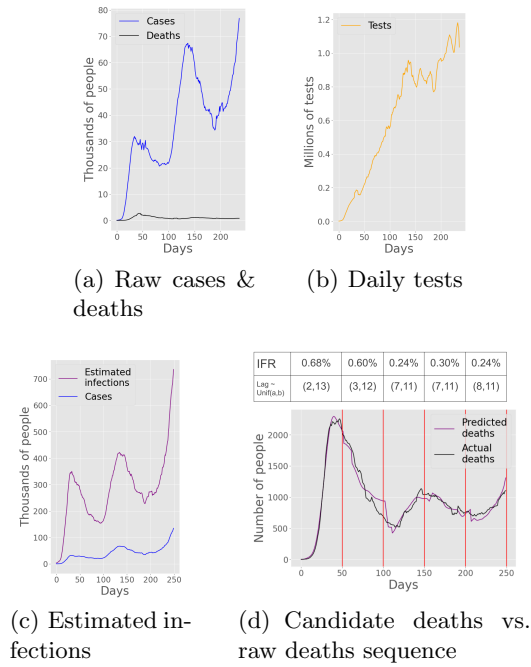 80
70
60
50
40
30
20
10
0
Thousands of people
Cases
Deaths
0 50 100 150 200
Days
(a) Raw cases &
deaths
1.2
1.0
0.8
0.6
0.4
0.2
0.0
Millions of tests
Tests
0 50 100 150 200
Days
(b) Daily tests
700
600
500
400
300
200
100
0
Thousands of people
Estimated
infections
Cases
0 50 100 150 200 250
Days
(c) Estimated in-
fections
IFR 0.68% 0.60% 0.24% 0.30% 0.24%
Lag ~
Unif(a,b) (2,13) (3,12) (7,11) (7,11) (8,11)
2000
1500
1000
500
0
Number of people
Predicted
deaths
Actual
deaths
0 50 100 150 200 250
Days
(d) Candidate deaths vs.
raw deaths sequence